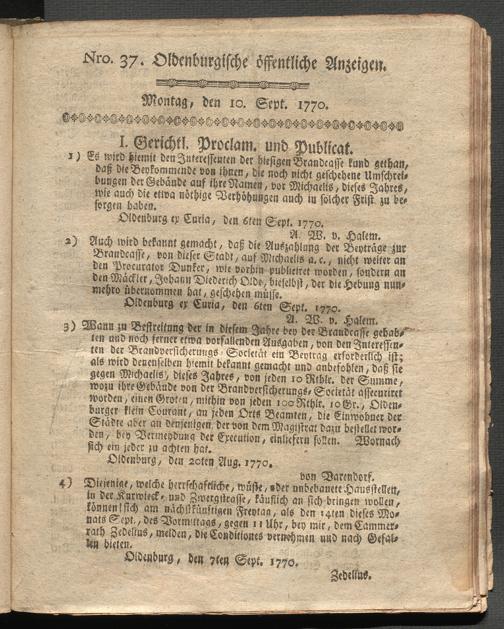 Nro. 37. Oldenburgische öffentliche Anzeigen.
Montag, den 10. Sept. 1770.
I. Gerichtl. Proclam. und Publicat.
1) Es wird hiemit den Interessenten der hiesigen Brandcasse kund gethan,
daß die Beykommende von ihnen, die noch nicht geschehene Umschrei-
bungen der Gebäude auf ihre Namen, vor Michaelis, dieses Jahres,
wie auch die etwa nöthige Verhöhungen auch in solcher Frist zu be-
sorgen haben.
Oldenburg ex Curia, den 6ten Sept. 1770.
A. W. v. Halem.
2) Auch wird bekannt gemacht, daß die Auszahlung der Beyträge zur
Brandcasse, von dieser Stadt, auf Michaelis a. c., nicht weiter an
den Procurator Dunker, wie vorhin publiciret worden, sondern an
den Mäckler, Johann Diederich Olde, hieselbst, der die Hebung nun-
mehro übernommen hat, geschehen müsse.
Oldenburg ex Curia, den 6ten Sept. 1770.
A. W. v. Halem.
3) Wann zu Bestreitung der in diesem Jahre bey der Brandcasse gehab-
ten und noch ferner etwa vorfallenden Ausgaben, von den Interessen-
ten der Brandversicherungs-Societät ein Beytrag erforderlich ist;
als wird denenselben hiemit bekannt gemacht und anbefohlen, daß sie
gegen Michaelis, dieses Jahres, von jeden 10 Rthlr. der Summe,
wozu ihre Gebäude von der Brandversicherungs-Societät assecuriret
worden, einen Groten, mithin von jeden 100 Rthlr. 10 Gr., Olden-
burger klein Courant, an jeden Orts Beamten, die Einwohner der
Städte aber an denjenigen, der von dem Magistrat dazu bestellet wor-
den, bey Vermeydung der Execution, einliefern sollen. Wornach
sich ein jeder zu achten hat.
Oldenburg, den 20ten Aug. 1770.
von Varendorf.
4) Diejenige, welche herrschaftliche, wüste, oder unbebauete Hausstellen,
in der Kurwieck- und Zwergstrasse, käuflich an sich bringen wollen,
können sich am nächstkünftigen Freytag, als den 14ten dieses Mo-
nats Sept., des Vormittags, gegen 11 Uhr, bey mir, dem Cammer-
rath Zedelius, melden, die Conditiones vernehmen und nach Gefal-
len bieten.
Oldenburg, den 7ten Sept. 1770.
Zedelius.